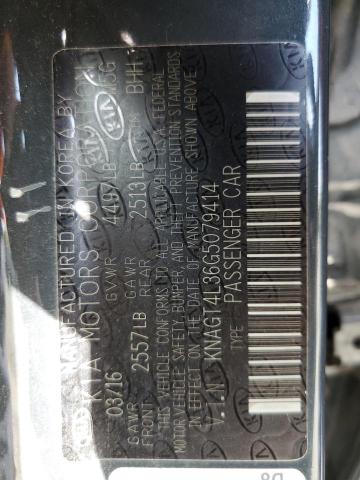 MANUFACTURED IN KOREA BY
KIA MOTORS CORPORATION
03/16 GVWR 4497LB
GAWR FRONT 2557LB GAWR REAR 2513LB
THIS VEHICLE CONFORMS TO ALL APPLICABLE U.S.A FEDERAL
MOTOR VEHICLE SAFETY, BUMPER, AND THEFT PREVENTION STANDARDS
IN EFFECT ON THE DATE OF MANUFACTURE SHOWN ABOVE.
V.I.N : KNAGT4L36G5079414
TYPE : PASSENGER CAR